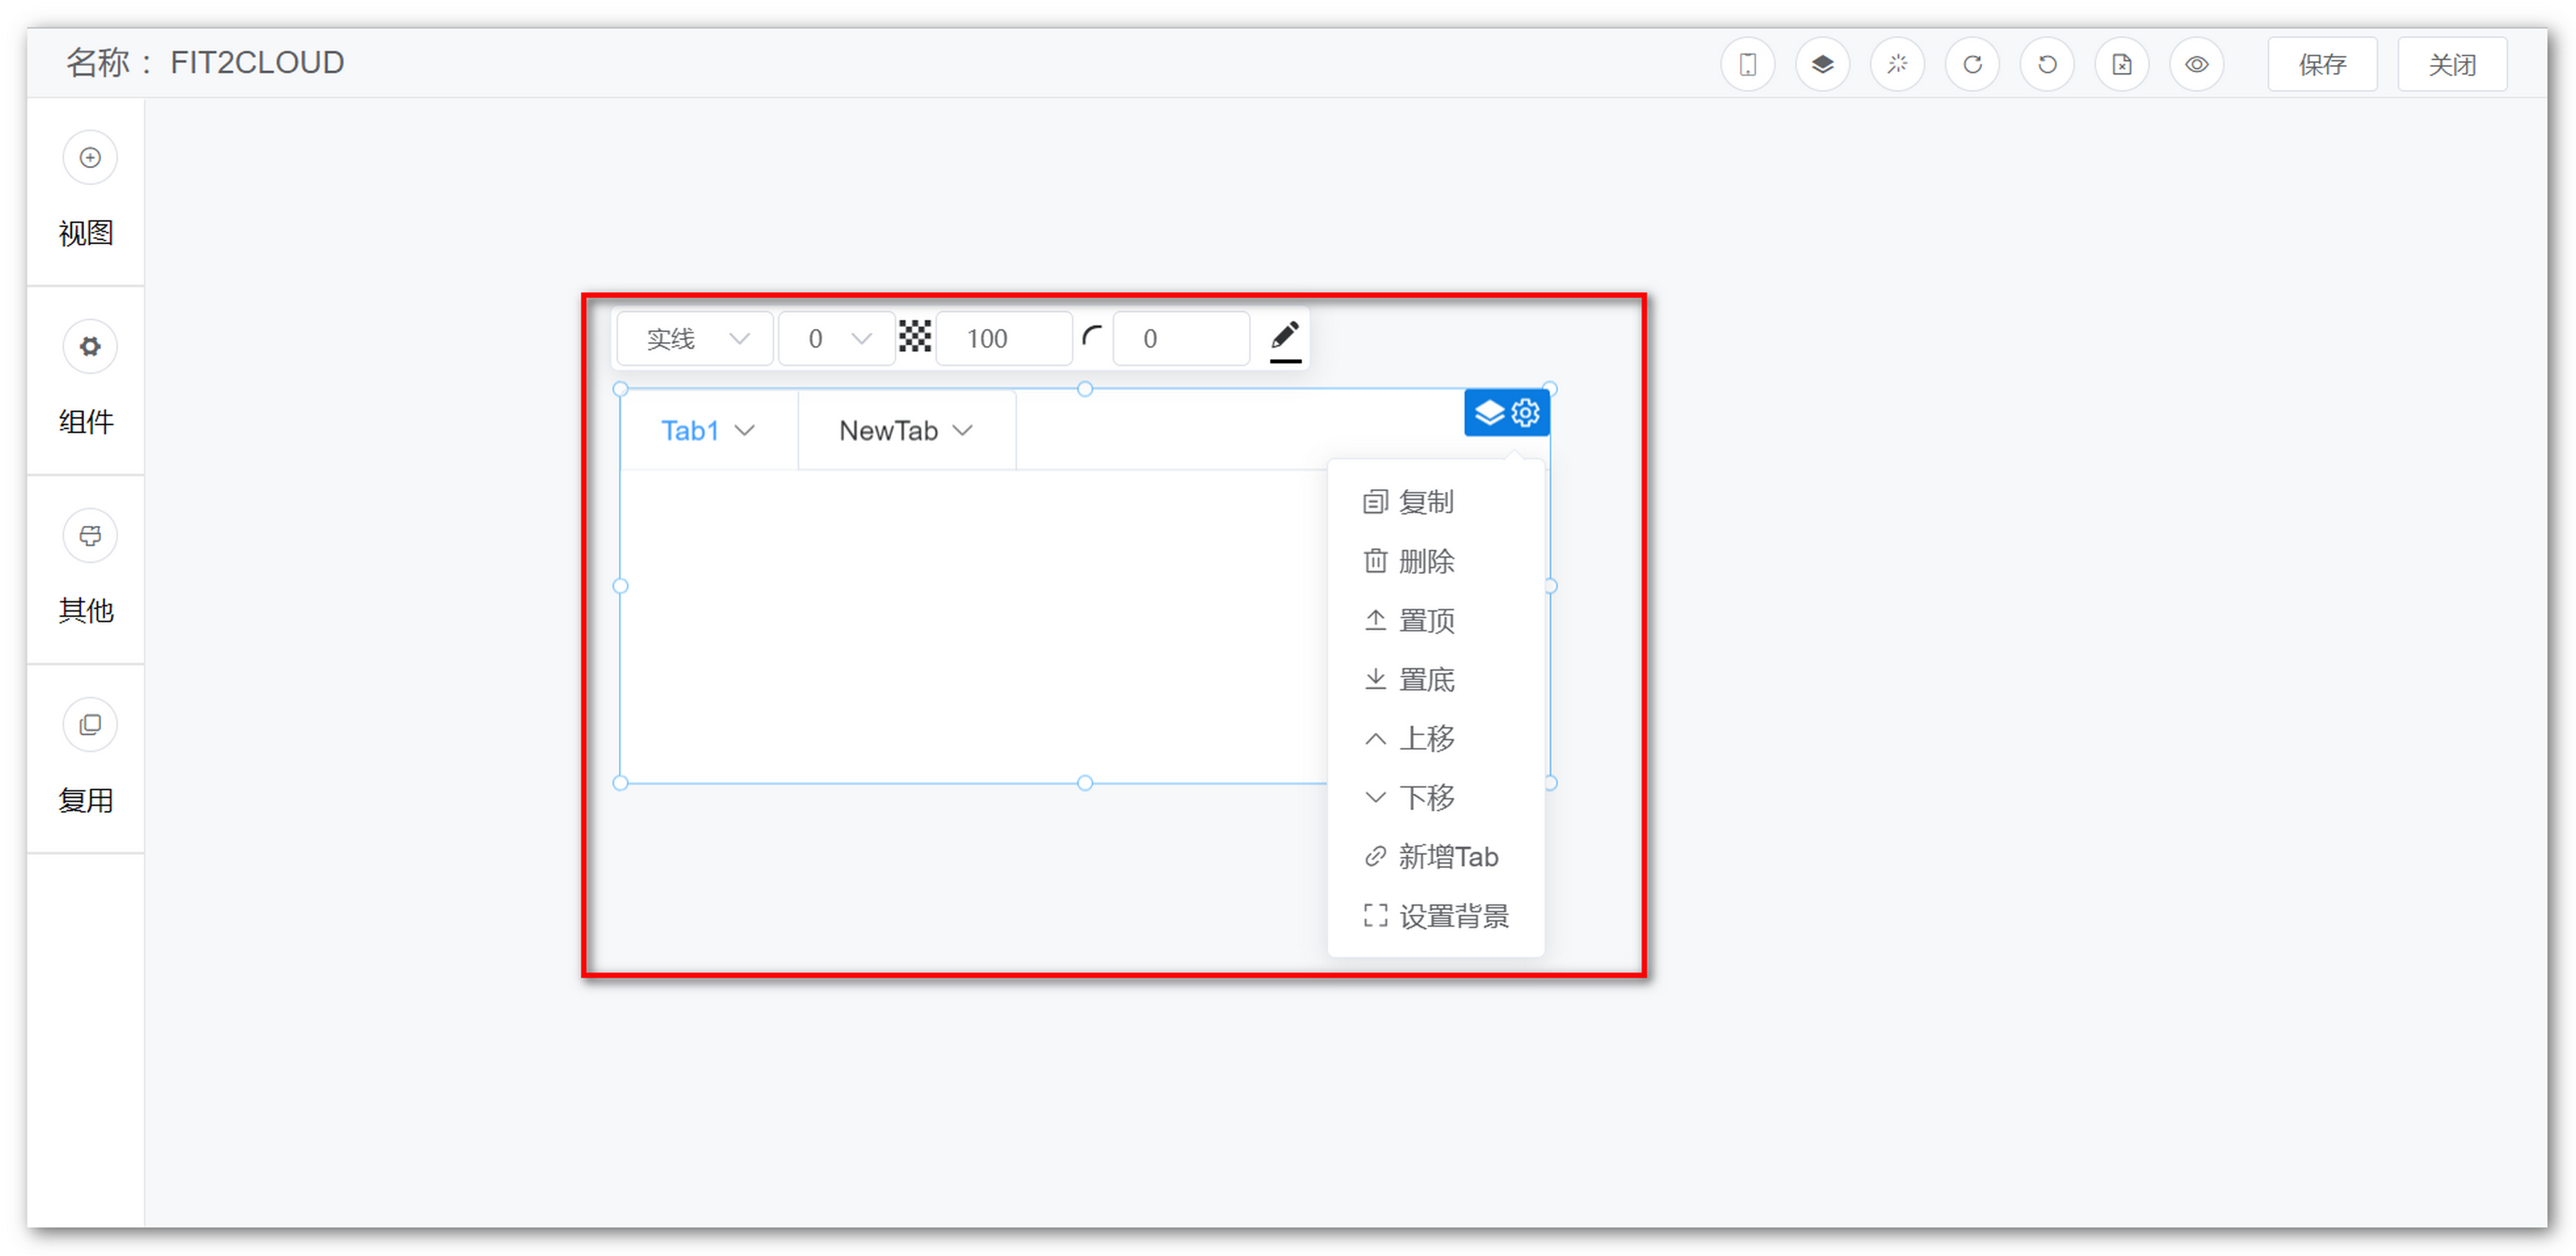 名称： FIT2CLOUD
保存 关闭
视图
组件
其他
复用
实线 0 100 0
Tab1 NewTab
复制
删除
置顶
置底
上移
下移
新增Tab
设置背景